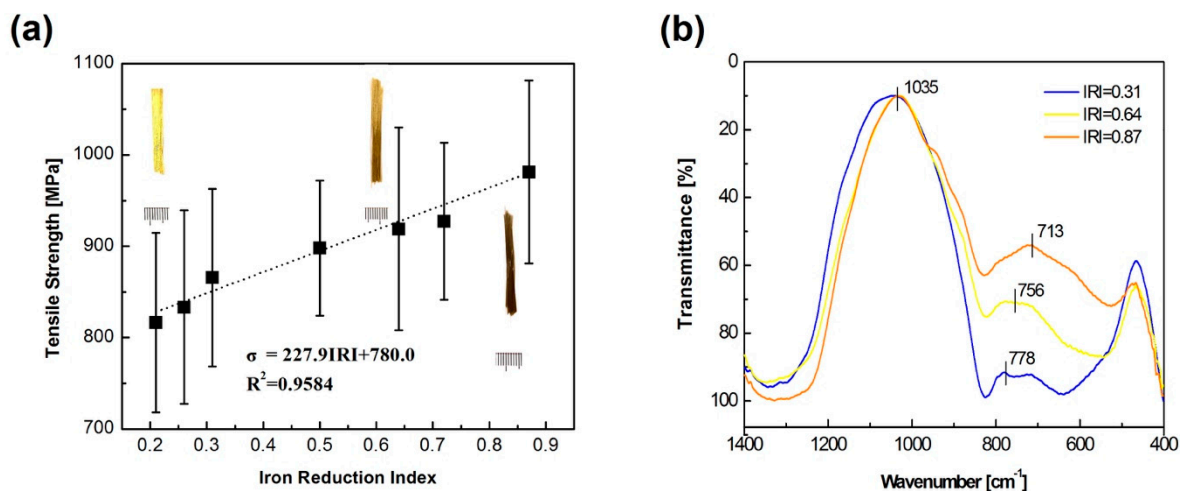 (a)
Tensile Strength [MPa]
1100
1000
900
800
700
σ = 227.9IRI+780.0
R²=0.9584
0.2 0.3 0.4 0.5 0.6 0.7 0.8 0.9
Iron Reduction Index
(b)
Transmittance [%]
0
20
40
60
80
100
1035
IRI=0.31
IRI=0.64
IRI=0.87
713
756
778
1400 1200 1000 800 600 400
Wavenumber [cm⁻¹]